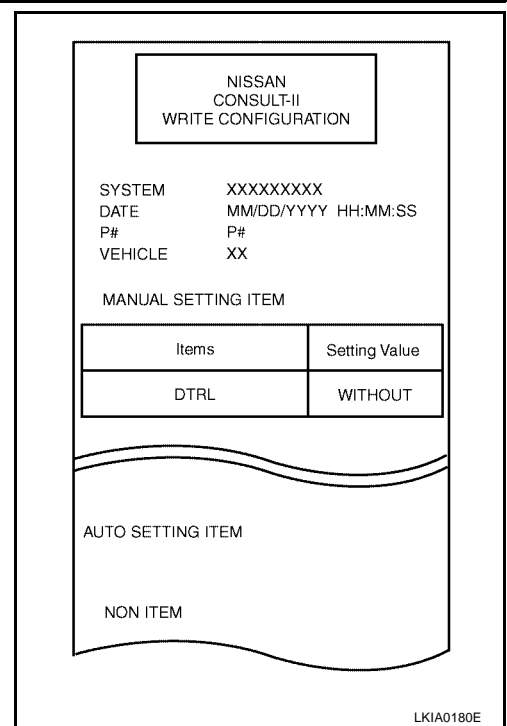 NISSAN
CONSULT-II
WRITE CONFIGURATION
SYSTEM XXXXXXXXX
DATE MM/DD/YYYY HH:MM:SS
P# P#
VEHICLE XX
MANUAL SETTING ITEM
Items Setting Value
DTRL WITHOUT
AUTO SETTING ITEM
NON ITEM
LKIA0180E